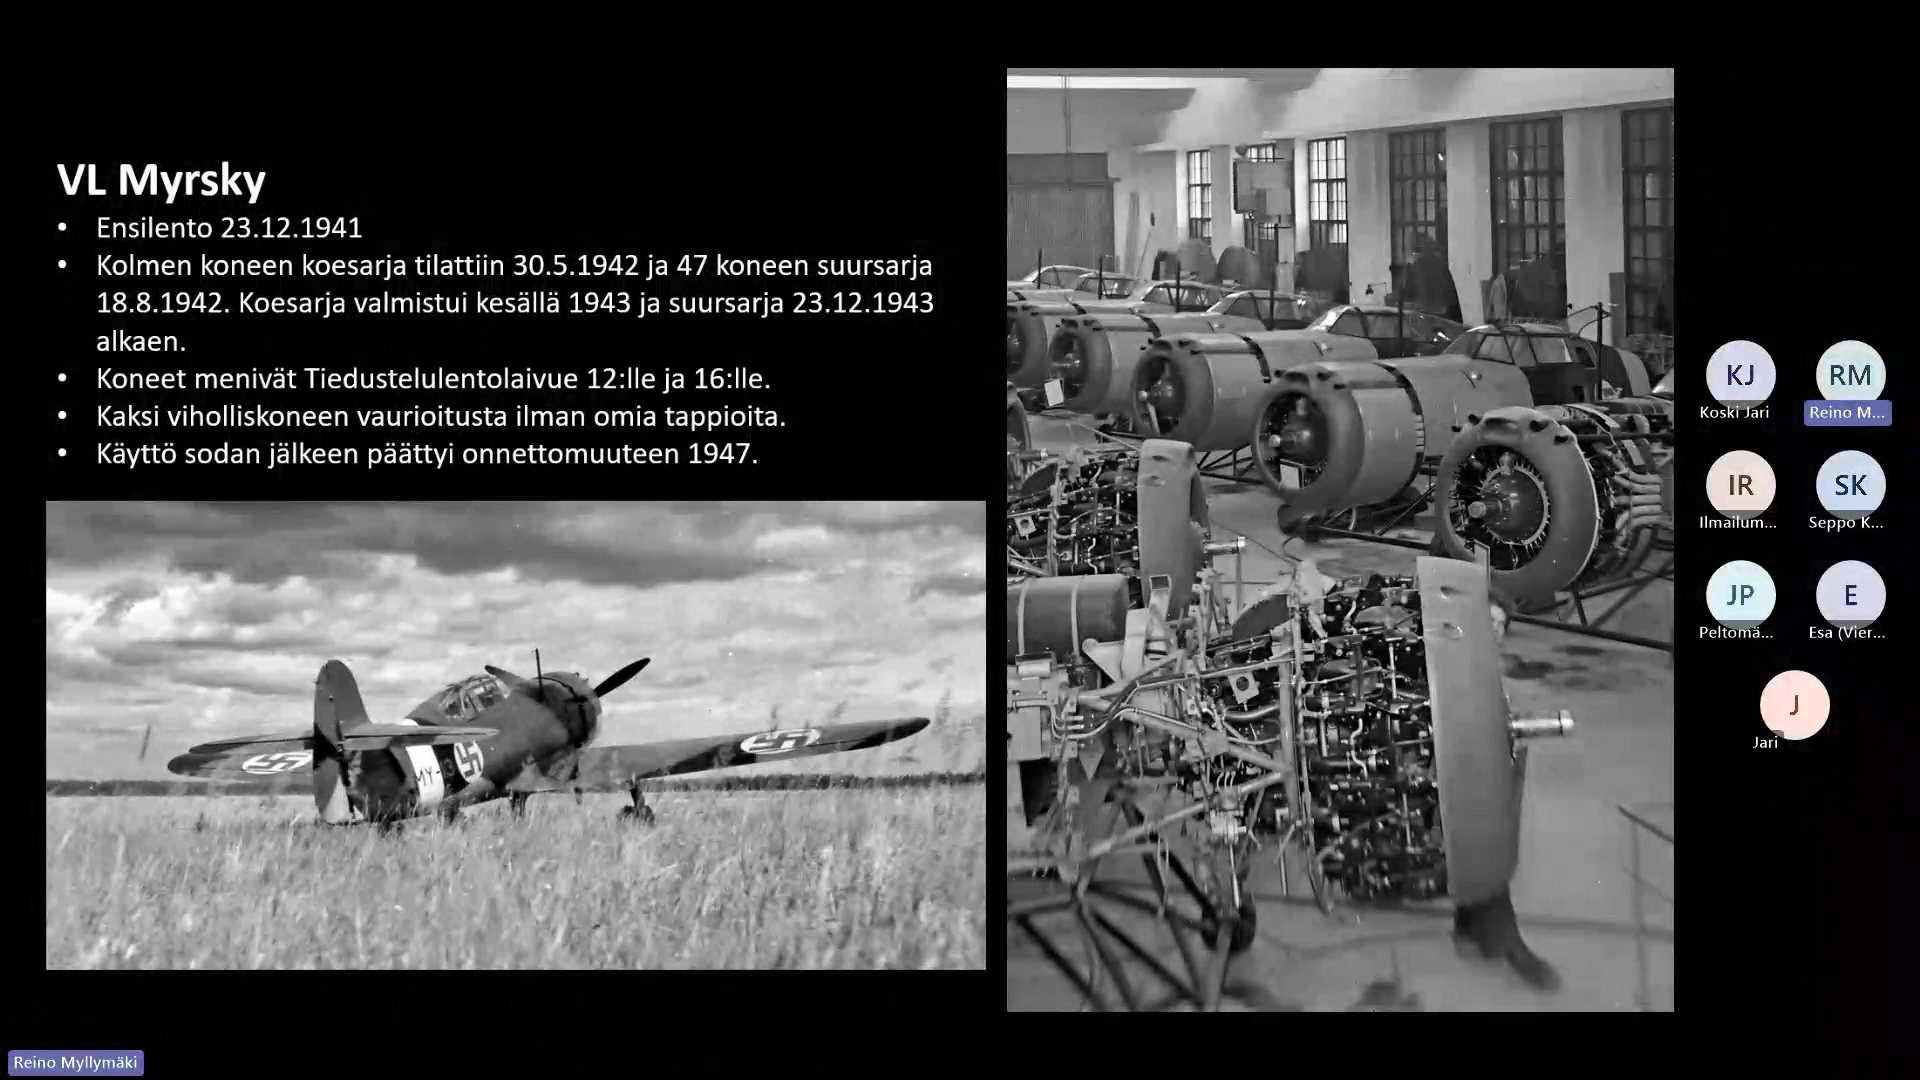 VL Myrsky
• Ensilento 23.12.1941
• Kolmen koneen koesarja tilattiin 30.5.1942 ja 47 koneen suursarja
18.8.1942. Koesarja valmistui kesällä 1943 ja suursarja 23.12.1943
alkaen.
• Koneet menivät Tiedustelulentolaivue 12:lle ja 16:lle.
• Kaksi viholliskoneen vaurioitusta ilman omia tappioita.
• Käyttö sodan jälkeen päättyi onnettomuuteen 1947.
MY-
KJ
Koski Jari
RM
Reino M...
IR
Ilmailum...
SK
Seppo K...
JP
Peltomä...
E
Esa (Vier...
J
Jari
Reino Myllymäki